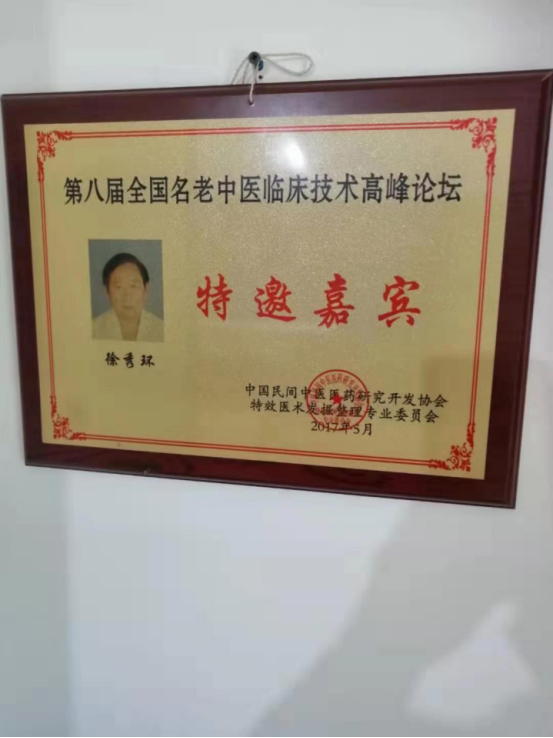 第八届全国名老中医临床技术高峰论坛
特邀嘉宾
徐秀环
中国民间中医医药研究开发协会
特效医术发掘整理专业委员会
2017年5月